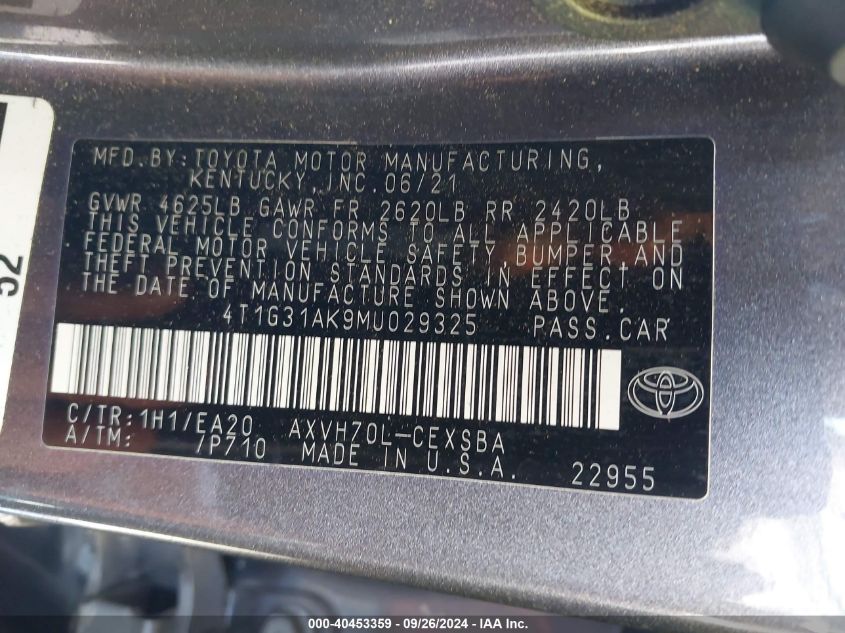 52
MFD.BY:TOYOTA MOTOR MANUFACTURING,
KENTUCKY,INC.06/21
GVWR 4625LB GAWR FR 2620LB RR 2420LB
THIS VEHICLE CONFORMS TO ALL APPLICABLE
FEDERAL MOTOR VEHICLE SAFETY BUMPER AND
THEFT PREVENTION STANDARDS IN EFFECT ON
THE DATE OF MANUFACTURE SHOWN ABOVE.
4T1G31AK9MU029325 PASS.CAR
C/TR:1H1/EA20 AXVH70L-CEXSBA
A/TM: /P710 MADE IN U.S.A. 22955
000-40453359 / 09/26/2024 / IAA Inc.